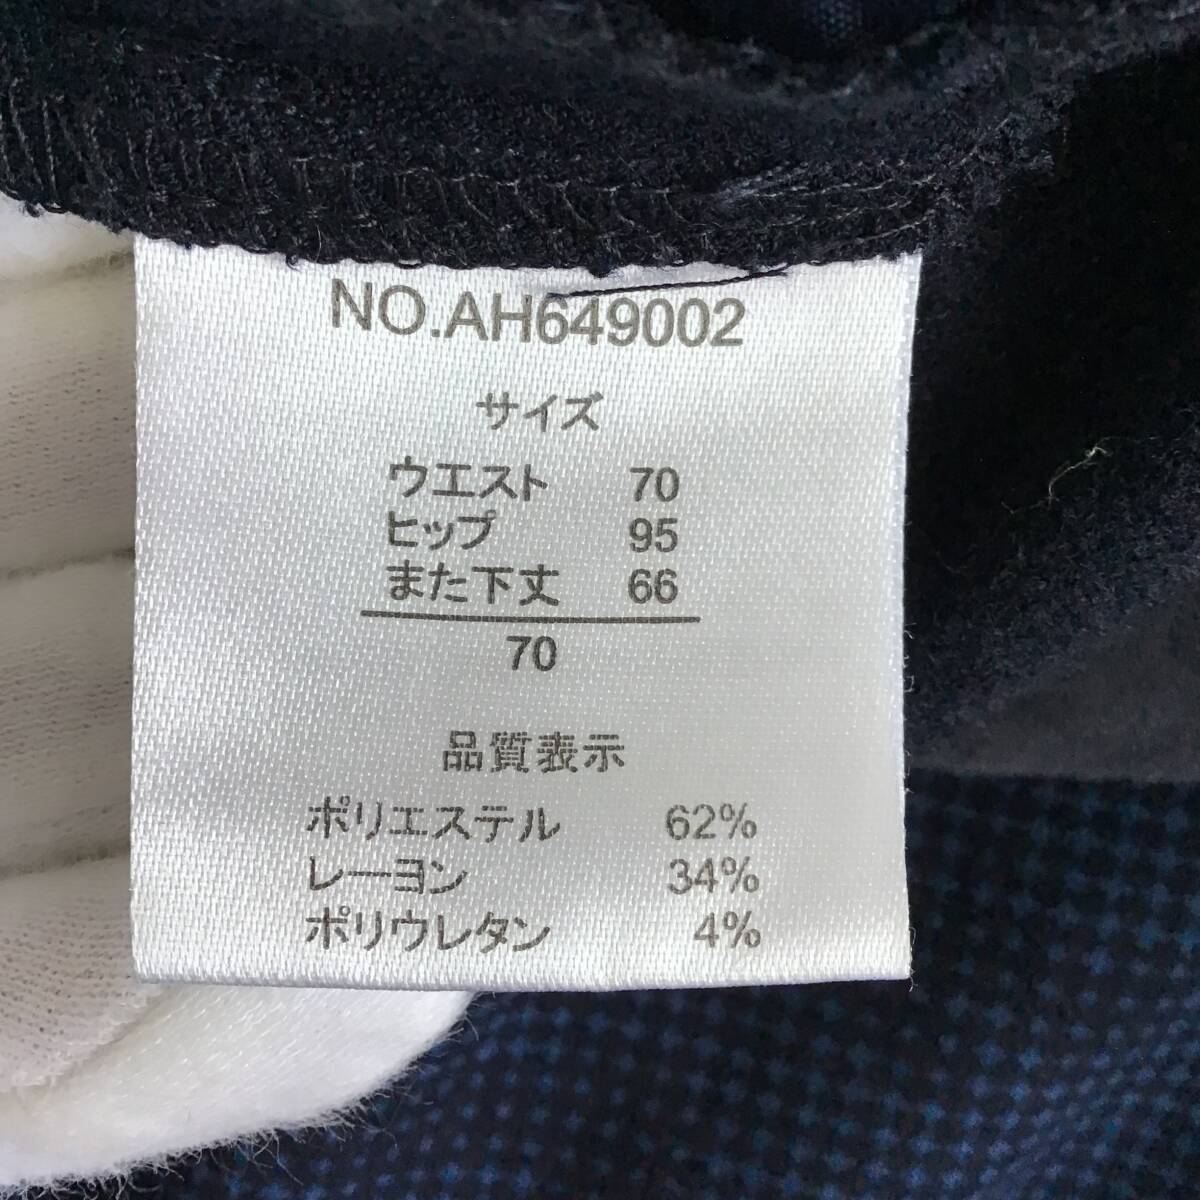 NO.AH649002
サイズ
ウエスト 70
ヒップ 95
また下丈 66
70
品質表示
ポリエステル 62%
レーヨン 34%
ポリウレタン 4%